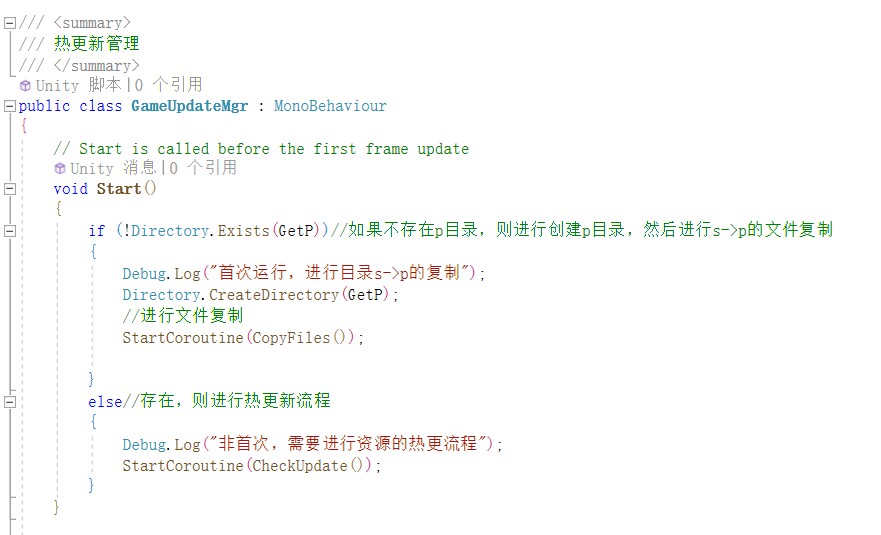 /// <summary>
/// 热更新管理
/// </summary>
Unity 脚本|0 个引用
public class GameUpdateMgr : MonoBehaviour
{
// Start is called before the first frame update
Unity 消息|0 个引用
void Start()
{
if (!Directory.Exists(GetP))//如果不存在p目录，则进行创建p目录，然后进行s->p的文件复制
{
Debug.Log("首次运行，进行目录s->p的复制");
Directory.CreateDirectory(GetP);
//进行文件复制
StartCoroutine(CopyFiles());
}
else//存在，则进行热更新流程
{
Debug.Log("非首次，需要进行资源的热更流程");
StartCoroutine(CheckUpdate());
}
}